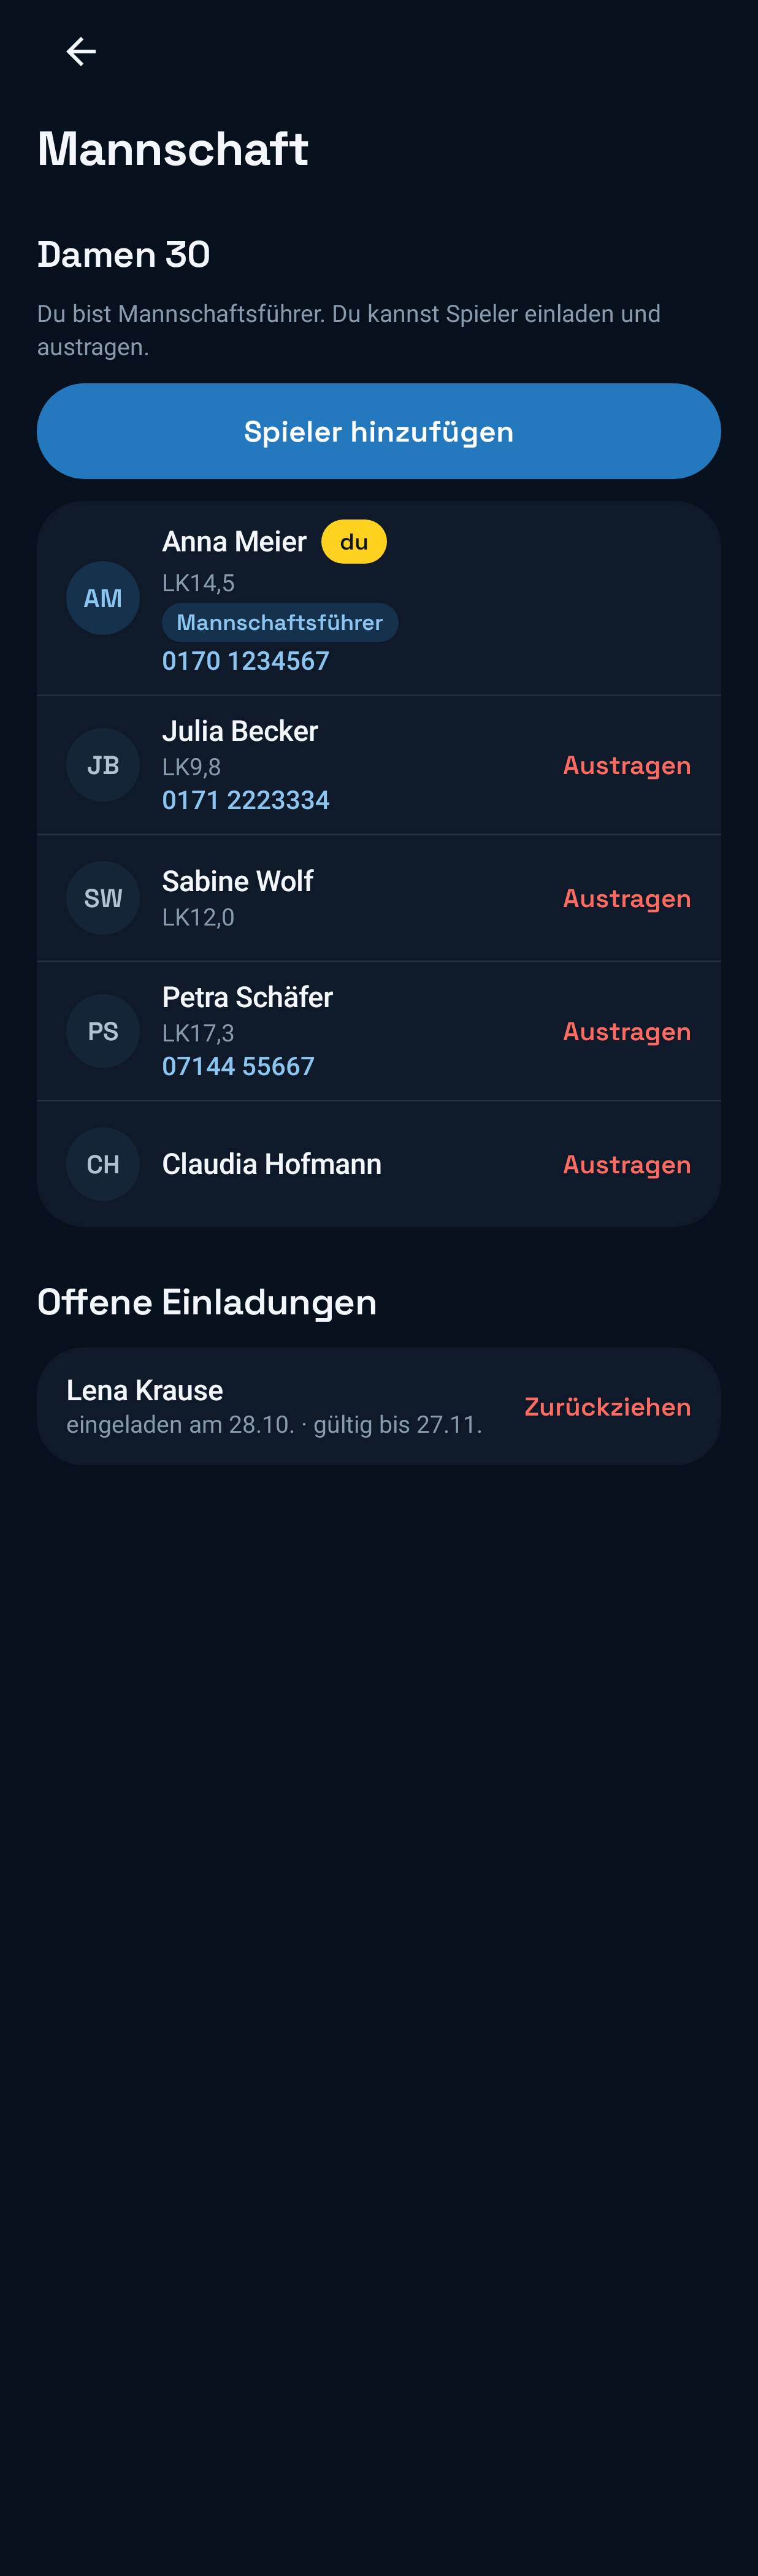 Mannschaft
Damen 30
Du bist Mannschaftsführer. Du kannst Spieler einladen und
austragen.
Spieler hinzufügen
Anna Meier du
LK14,5
AM
Mannschaftsführer
0170 1234567
Julia Becker
JB
LK9,8
Austragen
0171 2223334
Sabine Wolf
SW
LK12,0
Austragen
Petra Schäfer
PS
LK17,3
Austragen
07144 55667
CH Claudia Hofmann Austragen
Offene Einladungen
Lena Krause
eingeladen am 28.10. · gültig bis 27.11.
Zurückziehen